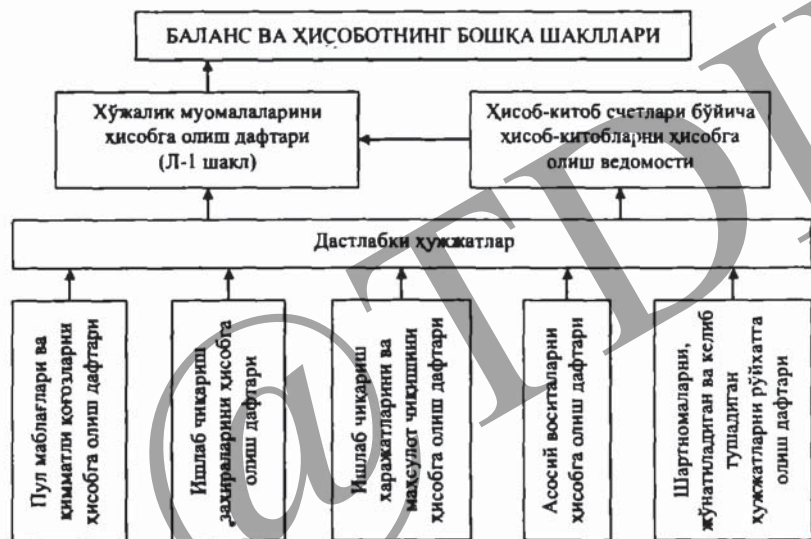 БАЛАНС ВА ҲИСОБОТНИНГ БОШҚА ШАКЛЛАРИ
Хўжалик муомалаларини
ҳисобга олиш дафтари
(Л-1 шакл)
Ҳисоб-китоб счетлари бўйича
ҳисоб-китобларни ҳисобга
олиш ведомости
Дастлабки ҳужжатлар
Пул маблағлари ва
қимматли қоғозларни
ҳисобга олиш дафтари
Ишлаб чиқариш
заҳираларини ҳисобга
олиш дафтари
Ишлаб чиқариш
харажатларини ва
маҳсулот чиқишини
ҳисобга олиш дафтари
Асосий воситаларни
ҳисобга олиш дафтари
Шартномаларни,
жўнатиладиган ва келиб
тушадиган
ҳужжатларни рўйхатга
олиш дафтари
@TDI